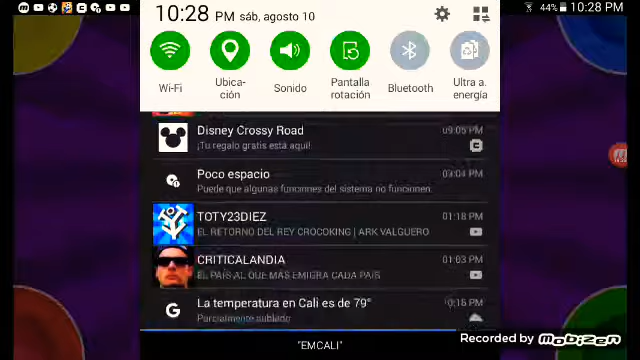 44% 10:28 PM
10:28 PM sáb, agosto 10
Wi-Fi
Ubica-
ción
Sonido
Pantalla
rotación
Bluetooth
Ultra a.
energía
Disney Crossy Road 09:05 PM
¡Tu regalo gratis está aquí!
Poco espacio 03:04 PM
Puede que algunas funciones del sistema no funcionen.
TOTY23DIEZ 01:18 PM
EL RETORNO DEL REY CROCOKING | ARK VALGUERO
CRITICALANDIA 01:03 PM
EL PAÍS AL QUE MÁS EMIGRA CADA PAÍS
G La temperatura en Cali es de 79°
Parcialmente nublado
"EMCALI"
Recorded by Mobizen